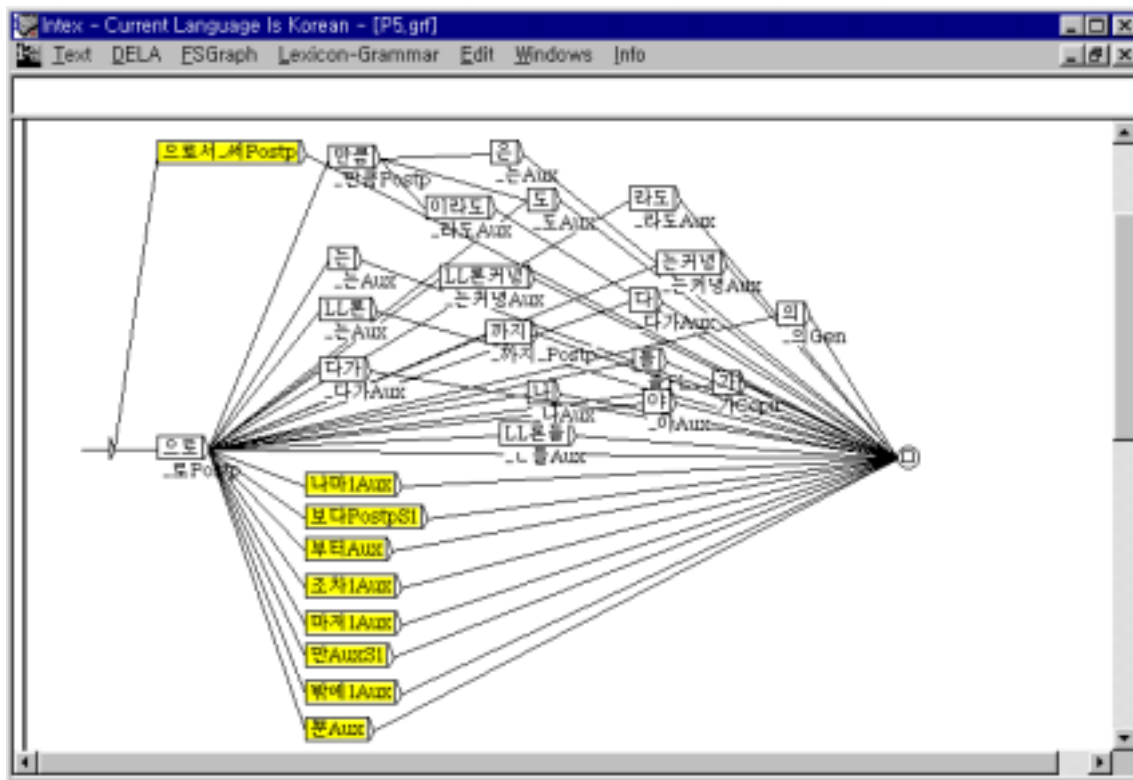 Intex - Current Language Is Korean - [P5.grf]
Text DELA FSGraph Lexicon-Grammar Edit Windows Info
으로서_써Postp
만큼
_만큼Postp
은
_는Aux
이라도
_라도Aux
도
_도Aux
라도
_라도Aux
는
_는Aux
LL론커녕
_는커녕Aux
는커녕
_는커녕Aux
LL론
_는Aux
다
_다가Aux
의
_의Gen
까지
_까지_Postp
다가
_다가Aux
를
가
나
_나Aux
야
_야Aux
LL론들
_ㄴ들Aux
으로
_로Postp
나마1Aux
보다PostpS1
부터Aux
조차1Aux
마저1Aux
만AuxS1
밖에1Aux
뿐Aux